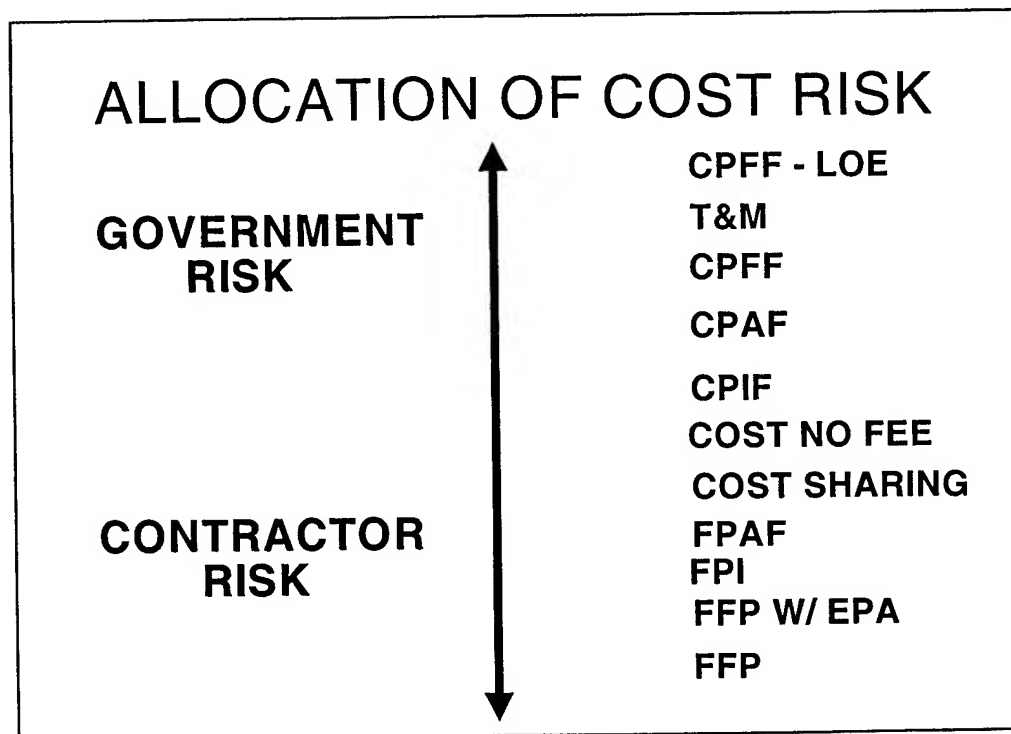 ALLOCATION OF COST RISK
GOVERNMENT
RISK
CONTRACTOR
RISK
CPFF - LOE
T&M
CPFF
CPAF
CPIF
COST NO FEE
COST SHARING
FPAF
FPI
FFP W/ EPA
FFP